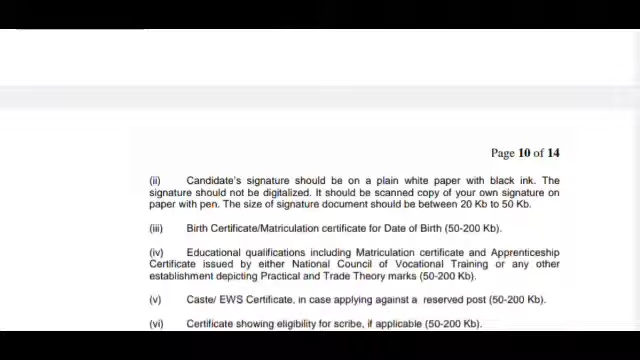 Page 10 of 14
(ii) Candidate's signature should be on a plain white paper with black ink. The
signature should not be digitalized. It should be scanned copy of your own signature on
paper with pen. The size of signature document should be between 20 Kb to 50 Kb.
(iii) Birth Certificate/Matriculation certificate for Date of Birth (50-200 Kb).
(iv) Educational qualifications including Matriculation certificate and Apprenticeship
Certificate issued by either National Council of Vocational Training or any other
establishment depicting Practical and Trade Theory marks (50-200 Kb).
(v) Caste/ EWS Certificate, in case applying against a reserved post (50-200 Kb).
(vi) Certificate showing eligibility for scribe, if applicable (50-200 Kb).